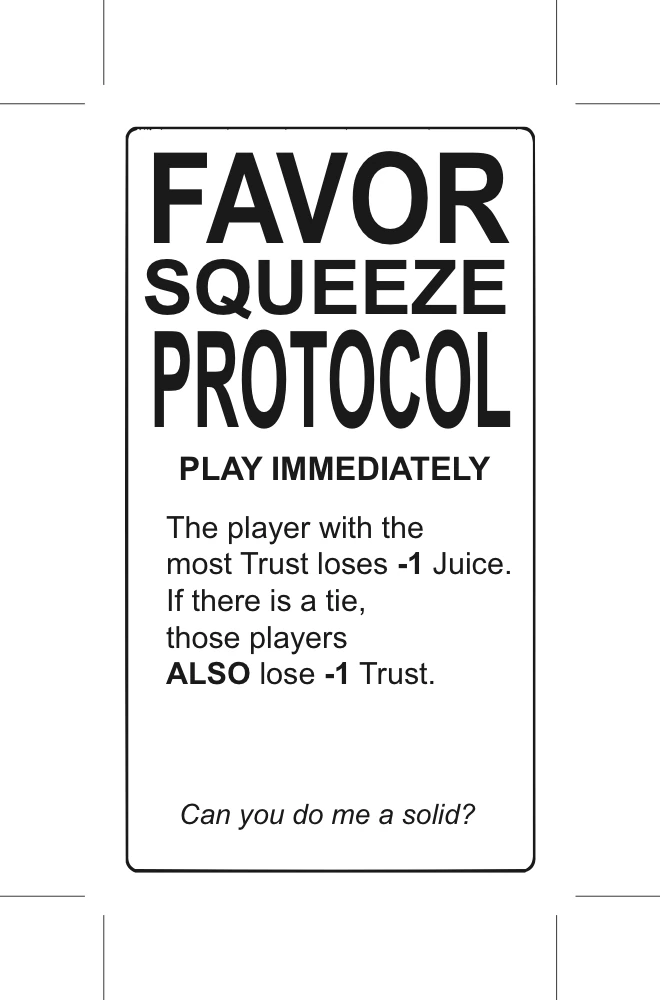 FAVOR
SQUEEZE
PROTOCOL
PLAY IMMEDIATELY
The player with the
most Trust loses -1 Juice.
If there is a tie,
those players
ALSO lose -1 Trust.
Can you do me a solid?